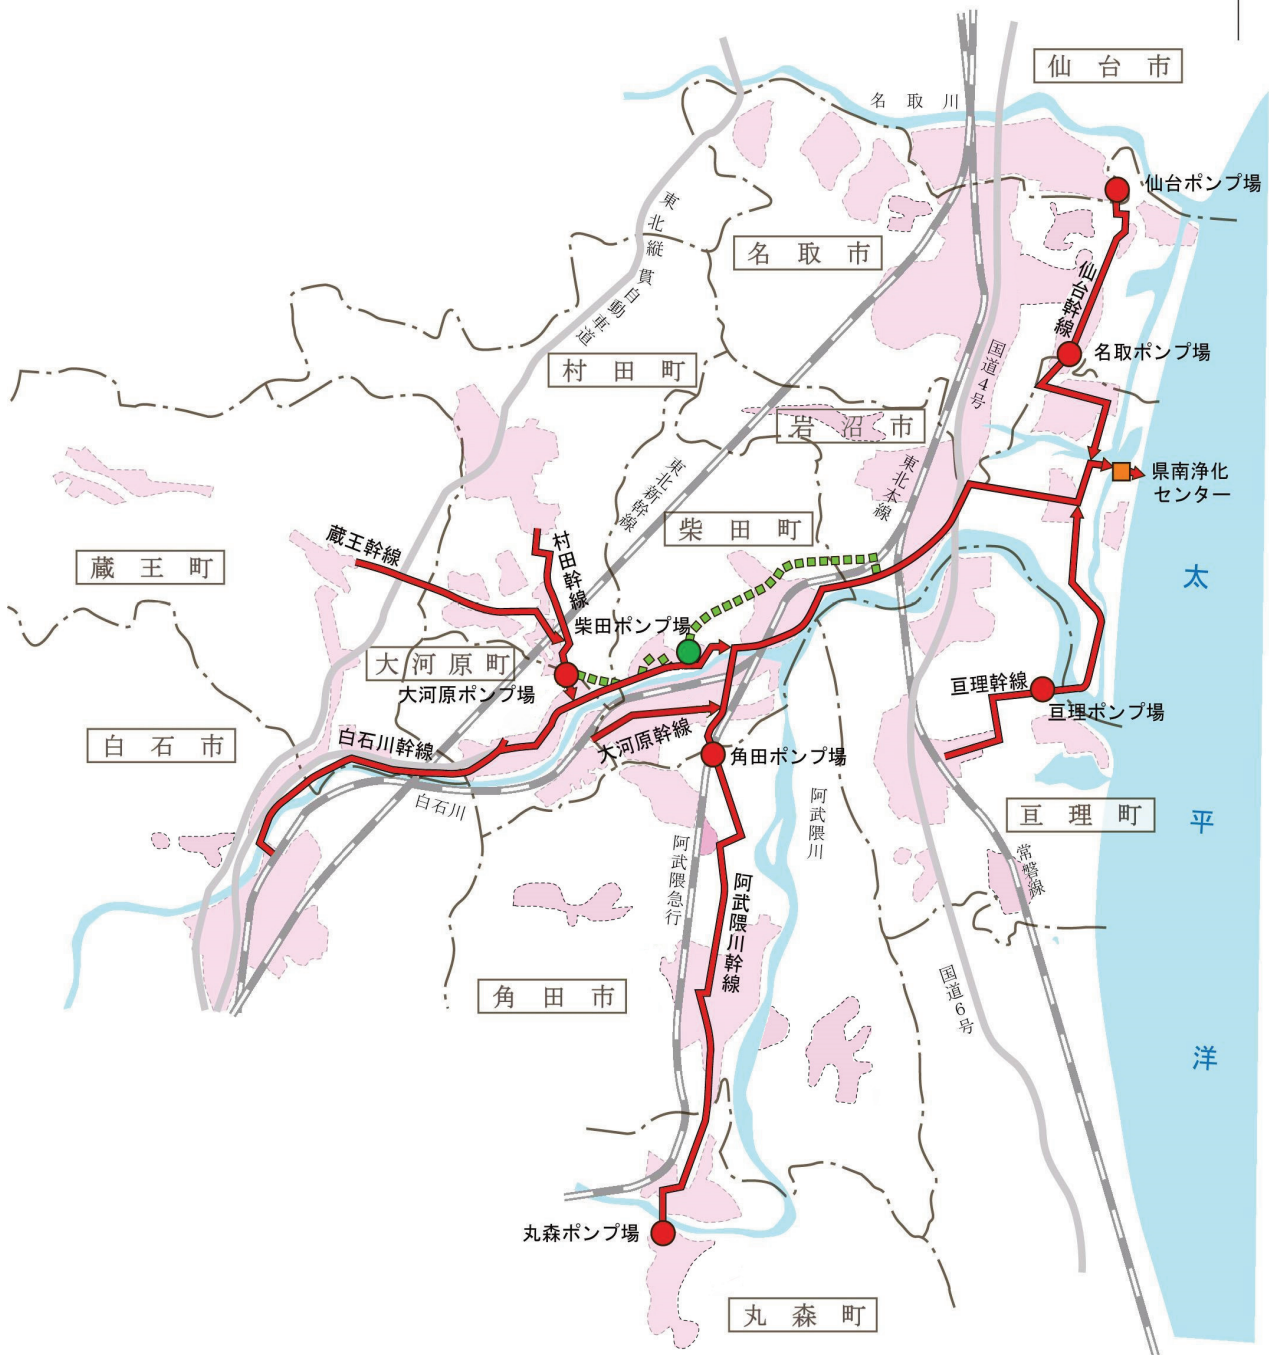 仙台市
名取川
仙台ポンプ場
東北縦貫自動車道
名取市
仙台幹線
国道4号
名取ポンプ場
村田町
岩沼市
東北新幹線
東北本線
県南浄化
センター
柴田町
蔵王幹線
村田幹線
蔵王町
太平洋
柴田ポンプ場
大河原町
大河原ポンプ場
亘理幹線
亘理ポンプ場
白石市
白石川幹線
大河原幹線
角田ポンプ場
白石川
阿武隈川
亘理町
阿武隈急行
常磐線
阿武隈川幹線
角田市
国道6号
丸森ポンプ場
丸森町